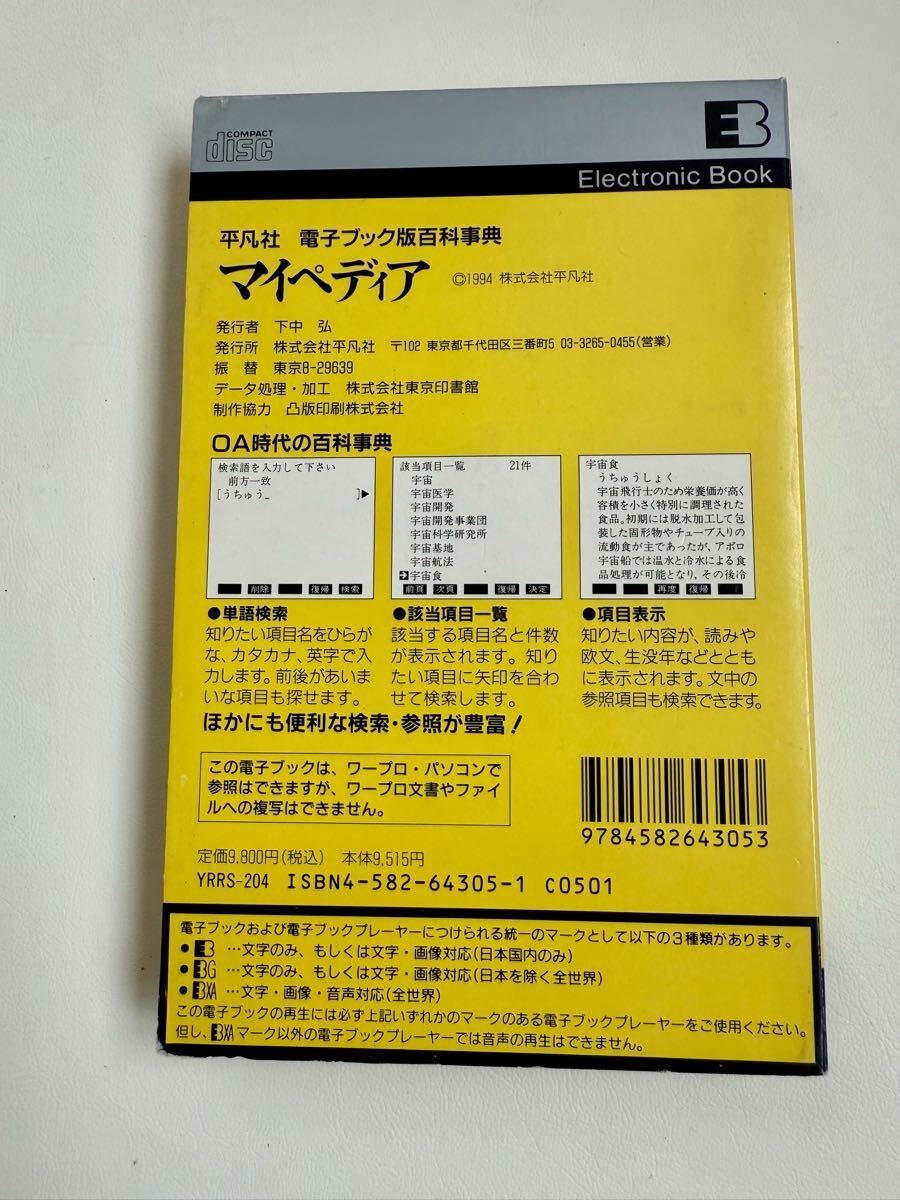 COMPACT
disc
EB
Electronic Book
平凡社 電子ブック版百科事典
マイペディア ©1994 株式会社平凡社
発行者 下中 弘
発行所 株式会社平凡社 〒102 東京都千代田区三番町5 03-3265-0455(営業)
振 替 東京8-29639
データ処理・加工 株式会社東京印書館
制作協力 凸版印刷株式会社
OA時代の百科事典
検索語を入力して下さい
前方一致
[うちゅう_ ]▶
削除 復帰 検索
該当項目一覧 21件
宇宙
宇宙医学
宇宙開発
宇宙開発事業団
宇宙科学研究所
宇宙基地
宇宙航法
宇宙食
前頁 次頁 復帰 決定
宇宙食
うちゅうしょく
宇宙飛行士のため栄養価が高く
容積を小さく特別に調理された
食品。初期には脱水加工して包
装した固形物やチューブ入りの
流動食が主であったが、アポロ
宇宙船では温水と冷水による食
品処理が可能となり、その後冷
再度 復帰
●単語検索
知りたい項目名をひらが
な、カタカナ、英字で入
力します。前後があいま
いな項目も探せます。
●該当項目一覧
該当する項目名と件数
が表示されます。知り
たい項目に矢印を合わ
せて検索します。
●項目表示
知りたい内容が、読みや
欧文、生没年などととも
に表示されます。文中の
参照項目も検索できます。
ほかにも便利な検索・参照が豊富！
この電子ブックは、ワープロ・パソコンで
参照はできますが、ワープロ文書やファイ
ルへの複写はできません。
9784582643053
定価9,800円(税込) 本体9,515円
YRRS-204 ISBN4-582-64305-1 C0501
電子ブックおよび電子ブックプレーヤーにつけられる統一のマークとして以下の3種類があります。
●EB …文字のみ、もしくは文字・画像対応(日本国内のみ)
●EBG …文字のみ、もしくは文字・画像対応(日本を除く全世界)
●EBXA …文字・画像・音声対応(全世界)
この電子ブックの再生には必ず上記いずれかのマークのある電子ブックプレーヤーをご使用ください。
但し、EBXAマーク以外の電子ブックプレーヤーでは音声の再生はできません。